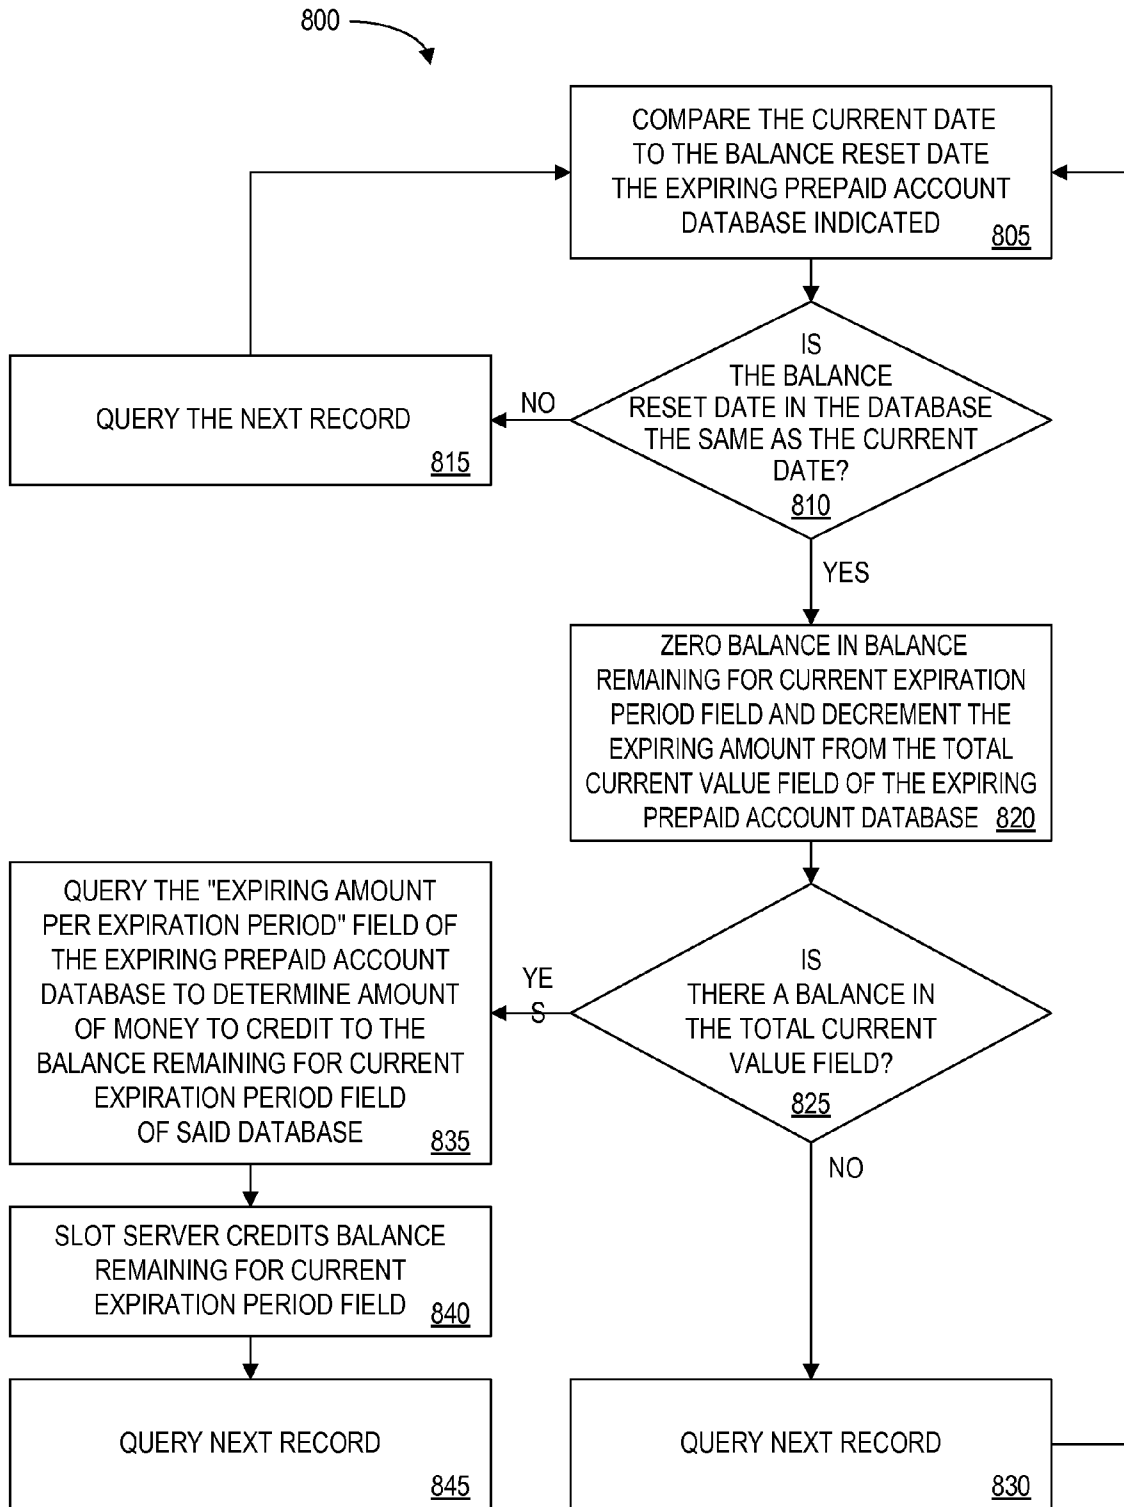 800
COMPARE THE CURRENT DATE
TO THE BALANCE RESET DATE
THE EXPIRING PREPAID ACCOUNT
DATABASE INDICATED
805
IS
THE BALANCE
RESET DATE IN THE DATABASE
THE SAME AS THE CURRENT
DATE?
810
NO
QUERY THE NEXT RECORD
815
YES
ZERO BALANCE IN BALANCE
REMAINING FOR CURRENT EXPIRATION
PERIOD FIELD AND DECREMENT THE
EXPIRING AMOUNT FROM THE TOTAL
CURRENT VALUE FIELD OF THE EXPIRING
PREPAID ACCOUNT DATABASE 820
IS
THERE A BALANCE IN
THE TOTAL CURRENT
VALUE FIELD?
825
YE
S
QUERY THE "EXPIRING AMOUNT
PER EXPIRATION PERIOD" FIELD OF
THE EXPIRING PREPAID ACCOUNT
DATABASE TO DETERMINE AMOUNT
OF MONEY TO CREDIT TO THE
BALANCE REMAINING FOR CURRENT
EXPIRATION PERIOD FIELD
OF SAID DATABASE
835
SLOT SERVER CREDITS BALANCE
REMAINING FOR CURRENT
EXPIRATION PERIOD FIELD
840
QUERY NEXT RECORD
845
NO
QUERY NEXT RECORD
830